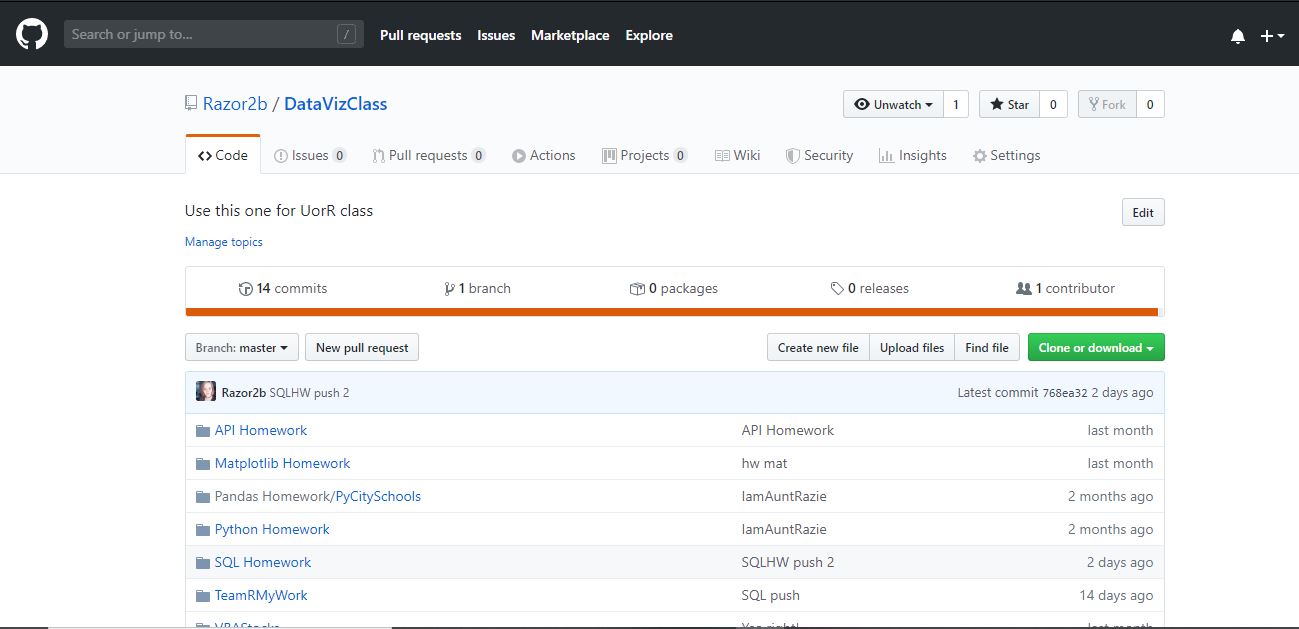 Search or jump to... / Pull requests Issues Marketplace Explore
Razor2b / DataVizClass Unwatch 1 Star 0 Fork 0
Code Issues 0 Pull requests 0 Actions Projects 0 Wiki Security Insights Settings
Use this one for UorR class Edit
Manage topics
14 commits 1 branch 0 packages 0 releases 1 contributor
Branch: master New pull request Create new file Upload files Find file Clone or download
Razor2b SQLHW push 2 Latest commit 768ea32 2 days ago
API Homework API Homework last month
Matplotlib Homework hw mat last month
Pandas Homework/PyCitySchools IamAuntRazie 2 months ago
Python Homework IamAuntRazie 2 months ago
SQL Homework SQLHW push 2 2 days ago
TeamRMyWork SQL push 14 days ago
VBAStocks Yea right! last month